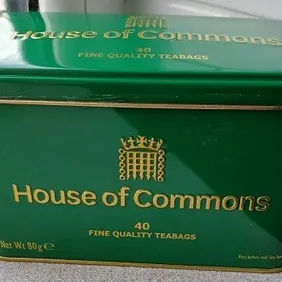 House of Commons
40
FINE QUALITY TEABAGS
House of Commons
40
FINE QUALITY TEABAGS
Net Wt 80g e